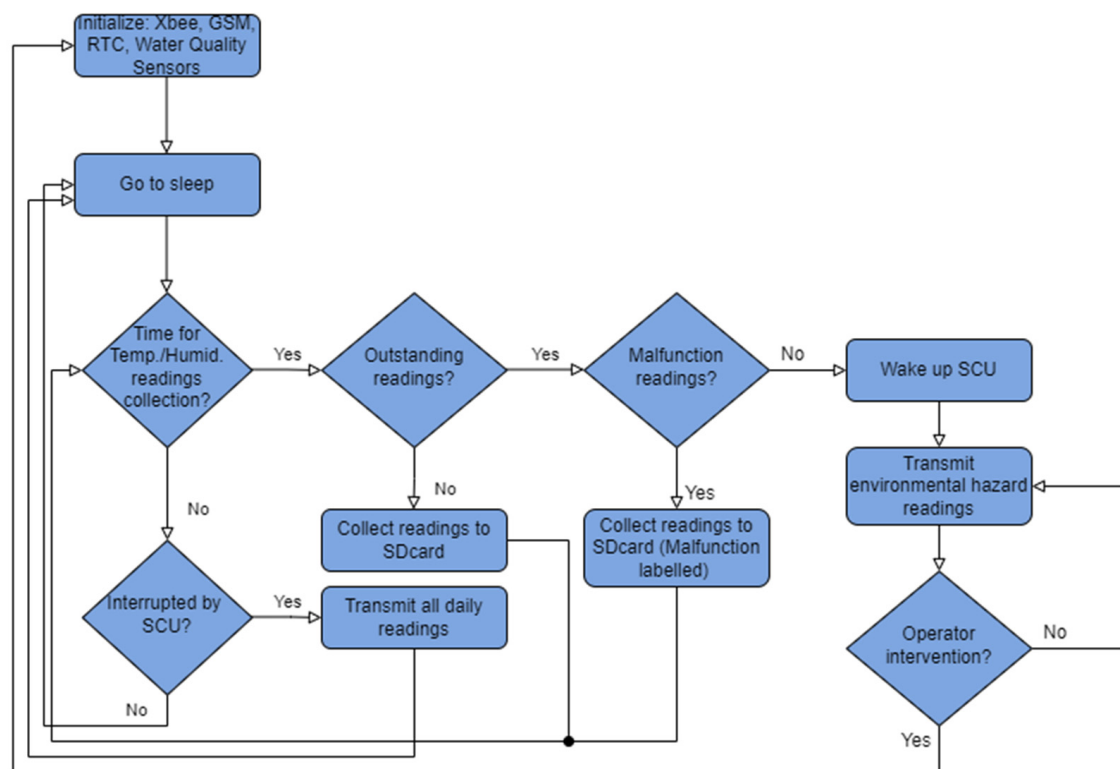 Initialize: Xbee, GSM,
RTC, Water Quality
Sensors
Go to sleep
Time for
Temp./Humid.
readings
collection?
Yes
Outstanding
readings?
Yes
Malfunction
readings?
No
Wake up SCU
Transmit
environmental hazard
readings
No
No
Yes
Collect readings to
SDcard
Collect readings to
SDcard (Malfunction
labelled)
Interrupted by
SCU?
Yes
Transmit all daily
readings
Operator
intervention?
No
No
Yes